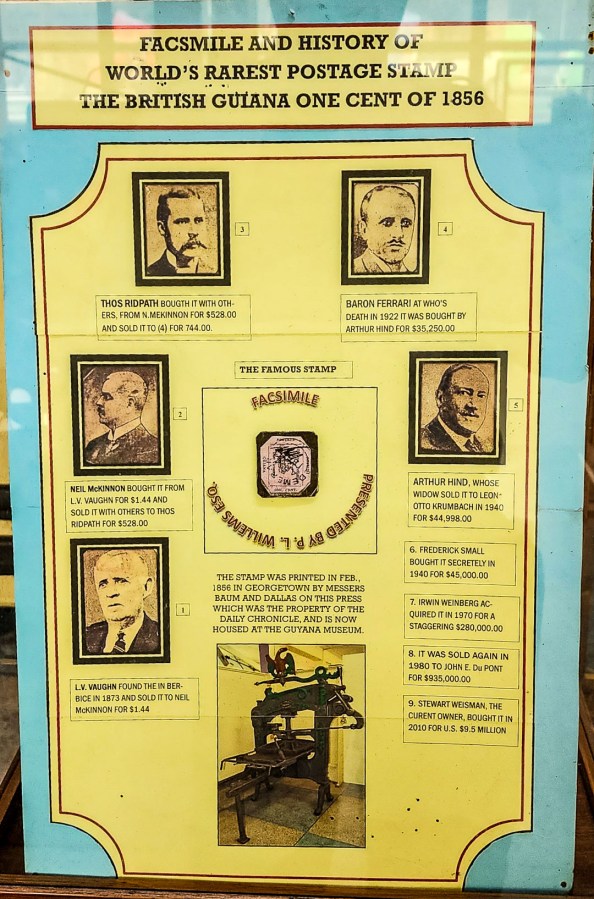 FACSMILE AND HISTORY OF
WORLD'S RAREST POSTAGE STAMP
THE BRITISH GUIANA ONE CENT OF 1856
3
4
THOS RIDPATH BOUGTH IT WITH OTH-
ERS, FROM N.MEKINNON FOR $528.00
AND SOLD IT TO (4) FOR 744.00.
BARON FERRARI AT WHO'S
DEATH IN 1922 IT WAS BOUGHT BY
ARTHUR HIND FOR $35,250.00
THE FAMOUS STAMP
2
5
FACSIMILE
PRESENTED BY P. L. WILLEMS ESQ.
NEIL McKINNON BOUGHT IT FROM
L.V. VAUGHN FOR $1.44 AND
SOLD IT WITH OTHERS TO THOS
RIDPATH FOR $528.00
ARTHUR HIND, WHOSE
WIDOW SOLD IT TO LEON-
OTTO KRUMBACH IN 1940
FOR $44,998.00
1
L.V. VAUGHN FOUND THE IN BER-
BICE IN 1873 AND SOLD IT TO NEIL
McKINNON FOR $1.44
THE STAMP WAS PRINTED IN FEB.,
1856 IN GEORGETOWN BY MESSERS
BAUM AND DALLAS ON THIS PRESS
WHICH WAS THE PROPERTY OF THE
DAILY CHRONICLE, AND IS NOW
HOUSED AT THE GUYANA MUSEUM.
6. FREDERICK SMALL
BOUGHT IT SECRETELY IN
1940 FOR $45,000.00
7. IRWIN WEINBERG AC-
QUIRED IT IN 1970 FOR A
STAGGERING $280,000.00
8. IT WAS SOLD AGAIN IN
1980 TO JOHN E. Du PONT
FOR $935,000.00
9. STEWART WEISMAN, THE
CURENT OWNER, BOUGHT IT IN
2010 FOR U.S. $9.5 MILLION